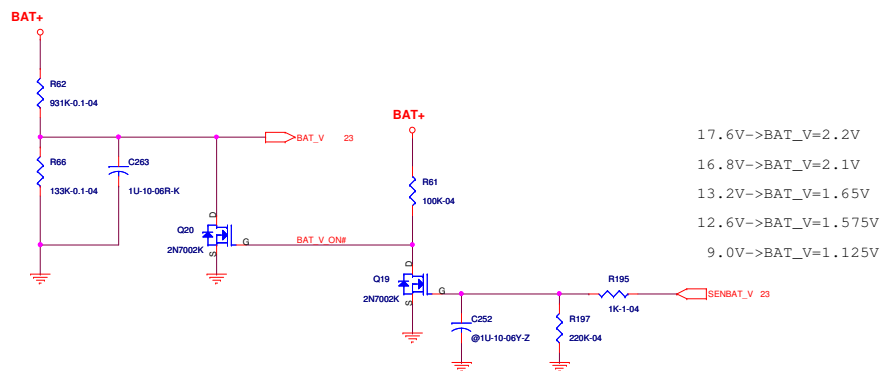 BAT+
R62
931K-0.1-04
BAT_V 23
R66
133K-0.1-04
C263
1U-10-06R-K
BAT+
R61
100K-04
17.6V->BAT_V=2.2V
16.8V->BAT_V=2.1V
13.2V->BAT_V=1.65V
12.6V->BAT_V=1.575V
9.0V->BAT_V=1.125V
Q20
2N7002K
D
G
S
BAT_V_ON#
Q19
2N7002K
D
G
S
R195
1K-1-04
SENBAT_V 23
C252
@1U-10-06Y-Z
R197
220K-04